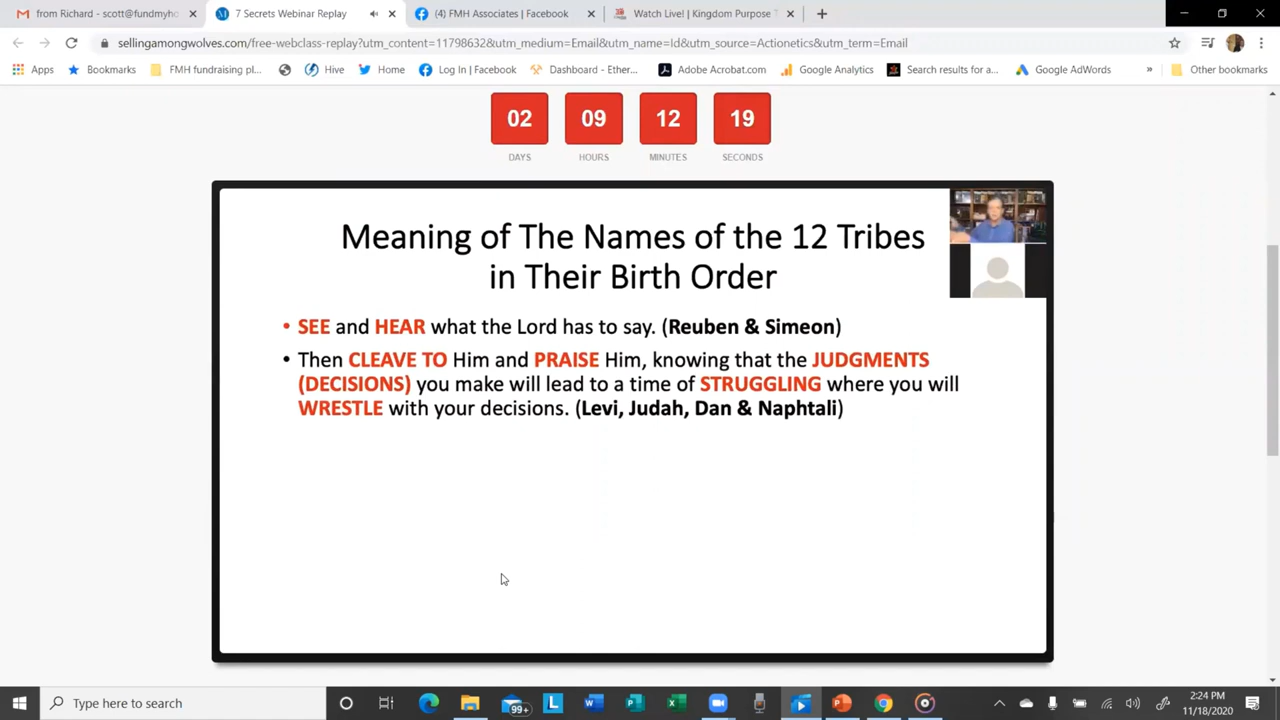 from Richard - scott@fundmyho
7 Secrets Webinar Replay
(4) FMH Associates | Facebook
Watch Live! | Kingdom Purpose T
sellingamongwolves.com/free-webclass-replay?utm_content=11798632&utm_medium=Email&utm_name=Id&utm_source=Actionetics&utm_term=Email
Apps
Bookmarks
FMH fundraising pl...
Hive
Home
Log In | Facebook
Dashboard - Ether...
Adobe Acrobat.com
Google Analytics
Search results for a...
Google AdWords
»
Other bookmarks
02 09 12 19
DAYS HOURS MINUTES SECONDS
Meaning of The Names of the 12 Tribes
in Their Birth Order
• SEE and HEAR what the Lord has to say. (Reuben & Simeon)
• Then CLEAVE TO Him and PRAISE Him, knowing that the JUDGMENTS
(DECISIONS) you make will lead to a time of STRUGGLING where you will
WRESTLE with your decisions. (Levi, Judah, Dan & Naphtali)
Type here to search
99+
2:24 PM
11/18/2020